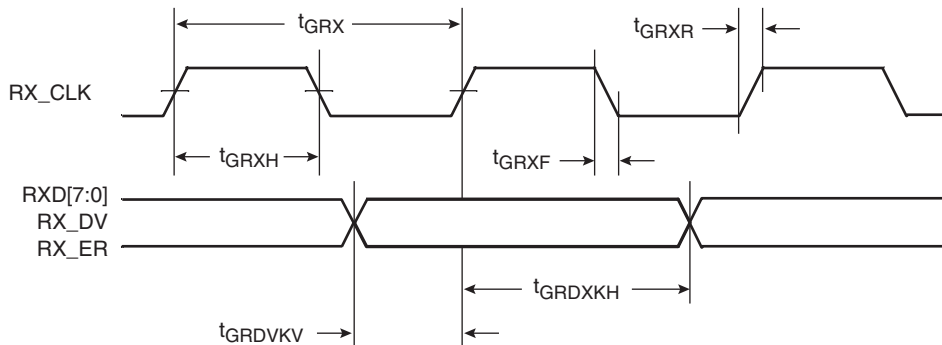 tGRX
tGRXR
RX_CLK
tGRXH
tGRXF
RXD[7:0]
RX_DV
RX_ER
tGRDXKH
tGRDVKV